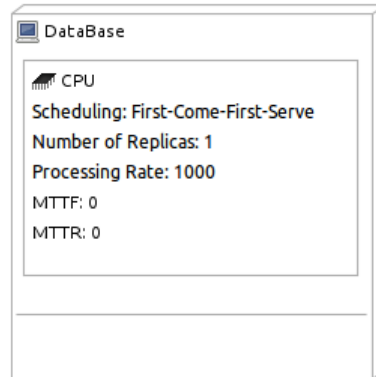 DataBase
CPU
Scheduling: First-Come-First-Serve
Number of Replicas: 1
Processing Rate: 1000
MTTF: 0
MTTR: 0